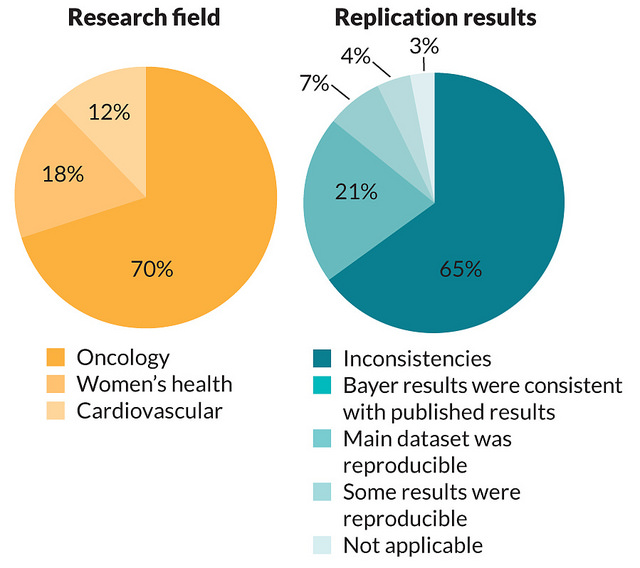 Research field
12%
18%
70%
Oncology
Women's health
Cardiovascular
Replication results
3%
4%
7%
21%
65%
Inconsistencies
Bayer results were consistent
with published results
Main dataset was
reproducible
Some results were
reproducible
Not applicable